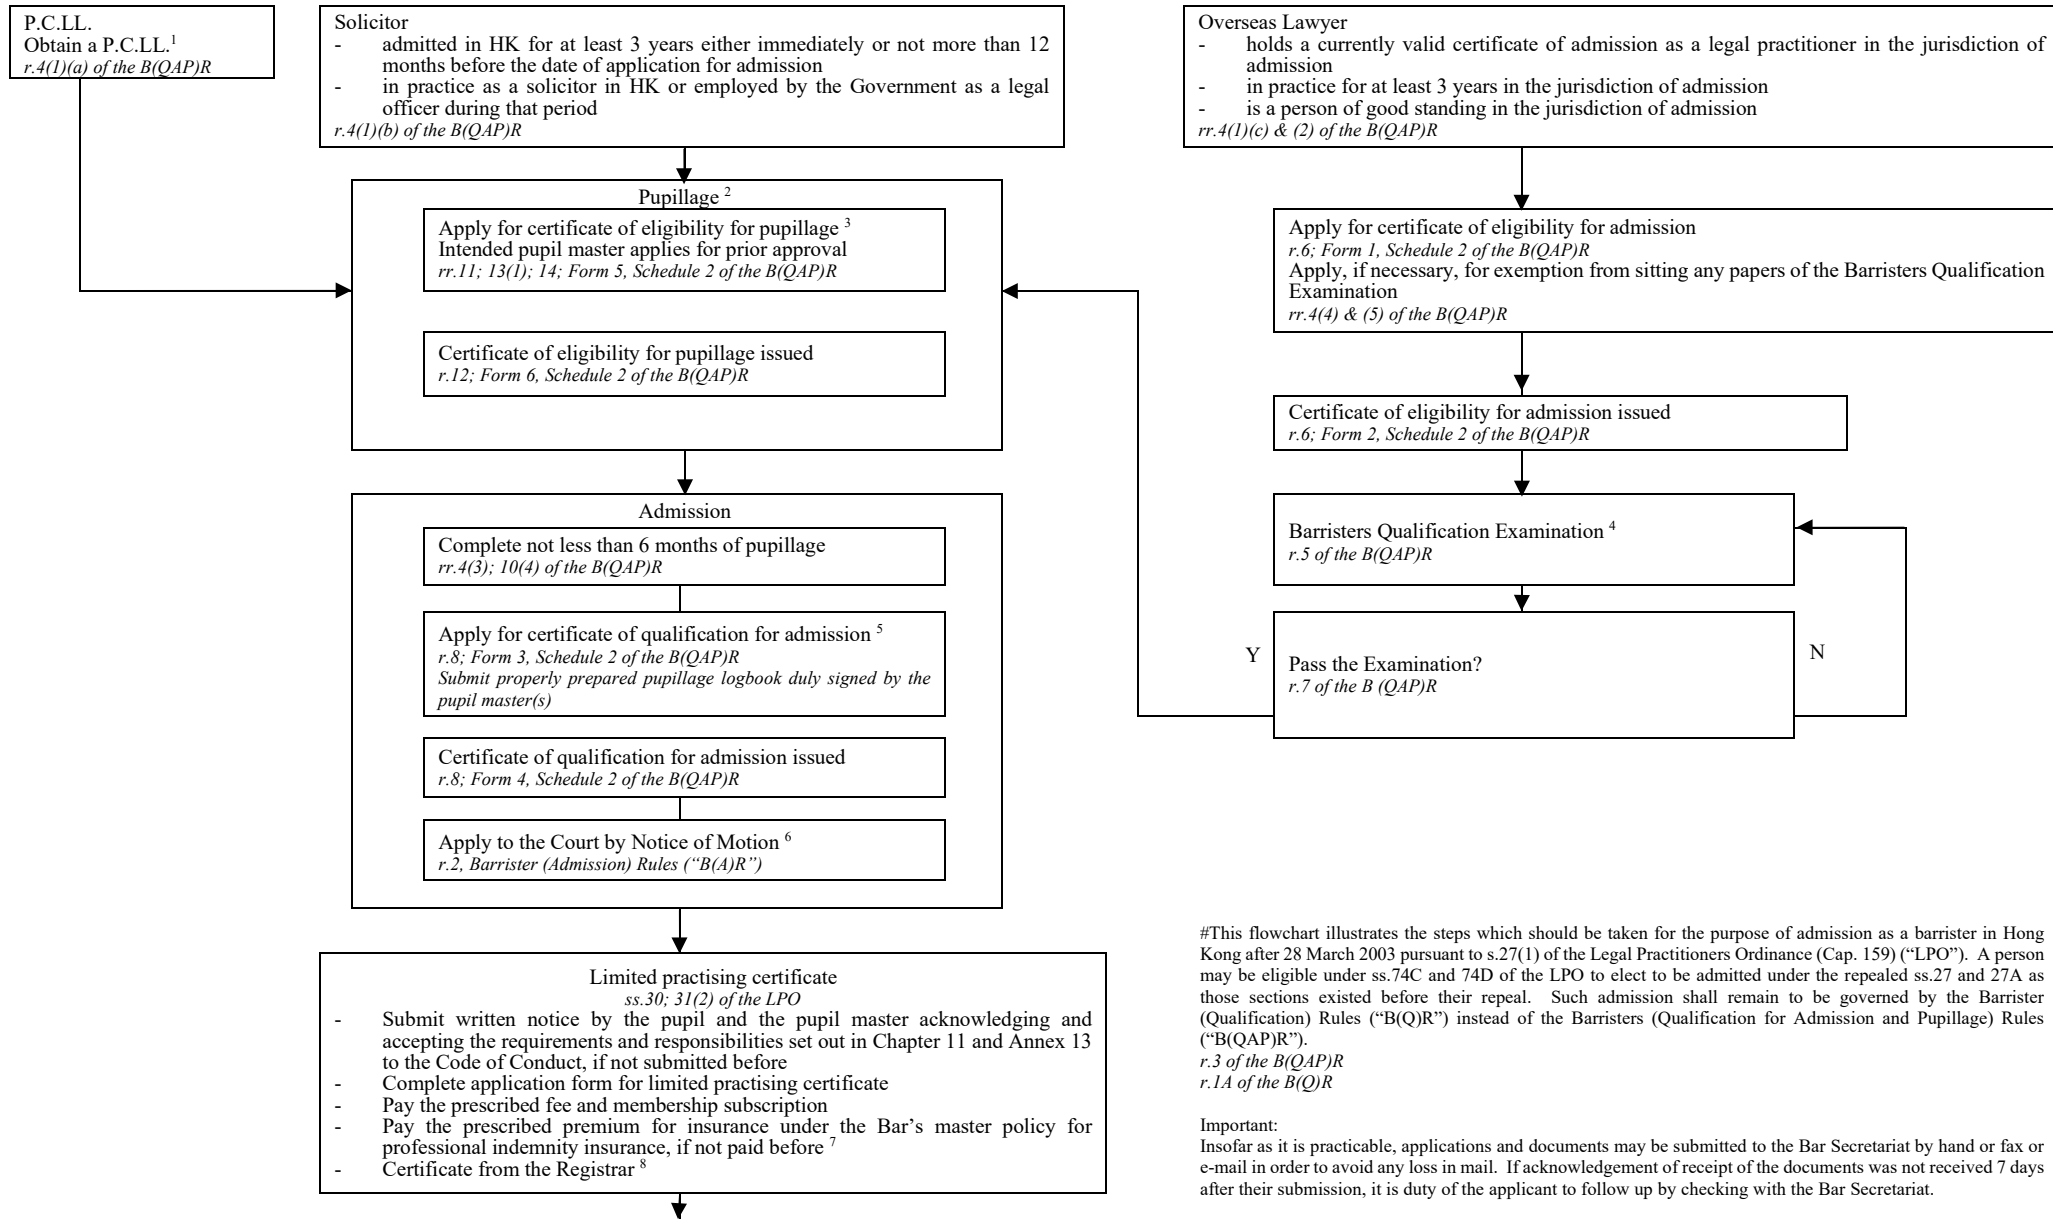 P.C.LL.
Obtain a P.C.LL.1
r.4(1)(a) of the B(QAP)R
Solicitor
- admitted in HK for at least 3 years either immediately or not more than 12
months before the date of application for admission
- in practice as a solicitor in HK or employed by the Government as a legal
officer during that period
r.4(1)(b) of the B(QAP)R
Overseas Lawyer
- holds a currently valid certificate of admission as a legal practitioner in the jurisdiction of
admission
- in practice for at least 3 years in the jurisdiction of admission
- is a person of good standing in the jurisdiction of admission
rr.4(1)(c) & (2) of the B(QAP)R
Pupillage 2
Apply for certificate of eligibility for pupillage 3
Intended pupil master applies for prior approval
rr.11; 13(1); 14; Form 5, Schedule 2 of the B(QAP)R
Certificate of eligibility for pupillage issued
r.12; Form 6, Schedule 2 of the B(QAP)R
Apply for certificate of eligibility for admission
r.6; Form 1, Schedule 2 of the B(QAP)R
Apply, if necessary, for exemption from sitting any papers of the Barristers Qualification
Examination
rr.4(4) & (5) of the B(QAP)R
Certificate of eligibility for admission issued
r.6; Form 2, Schedule 2 of the B(QAP)R
Barristers Qualification Examination 4
r.5 of the B(QAP)R
Y
Pass the Examination?
r.7 of the B (QAP)R
N
Admission
Complete not less than 6 months of pupillage
rr.4(3); 10(4) of the B(QAP)R
Apply for certificate of qualification for admission 5
r.8; Form 3, Schedule 2 of the B(QAP)R
Submit properly prepared pupillage logbook duly signed by the
pupil master(s)
Certificate of qualification for admission issued
r.8; Form 4, Schedule 2 of the B(QAP)R
Apply to the Court by Notice of Motion 6
r.2, Barrister (Admission) Rules (“B(A)R”)
Limited practising certificate
ss.30; 31(2) of the LPO
- Submit written notice by the pupil and the pupil master acknowledging and
accepting the requirements and responsibilities set out in Chapter 11 and Annex 13
to the Code of Conduct, if not submitted before
- Complete application form for limited practising certificate
- Pay the prescribed fee and membership subscription
- Pay the prescribed premium for insurance under the Bar’s master policy for
professional indemnity insurance, if not paid before 7
- Certificate from the Registrar 8
#This flowchart illustrates the steps which should be taken for the purpose of admission as a barrister in Hong
Kong after 28 March 2003 pursuant to s.27(1) of the Legal Practitioners Ordinance (Cap. 159) (“LPO”). A person
may be eligible under ss.74C and 74D of the LPO to elect to be admitted under the repealed ss.27 and 27A as
those sections existed before their repeal. Such admission shall remain to be governed by the Barrister
(Qualification) Rules (“B(Q)R”) instead of the Barristers (Qualification for Admission and Pupillage) Rules
(“B(QAP)R”).
r.3 of the B(QAP)R
r.1A of the B(Q)R
Important:
Insofar as it is practicable, applications and documents may be submitted to the Bar Secretariat by hand or fax or
e-mail in order to avoid any loss in mail. If acknowledgement of receipt of the documents was not received 7 days
after their submission, it is duty of the applicant to follow up by checking with the Bar Secretariat.